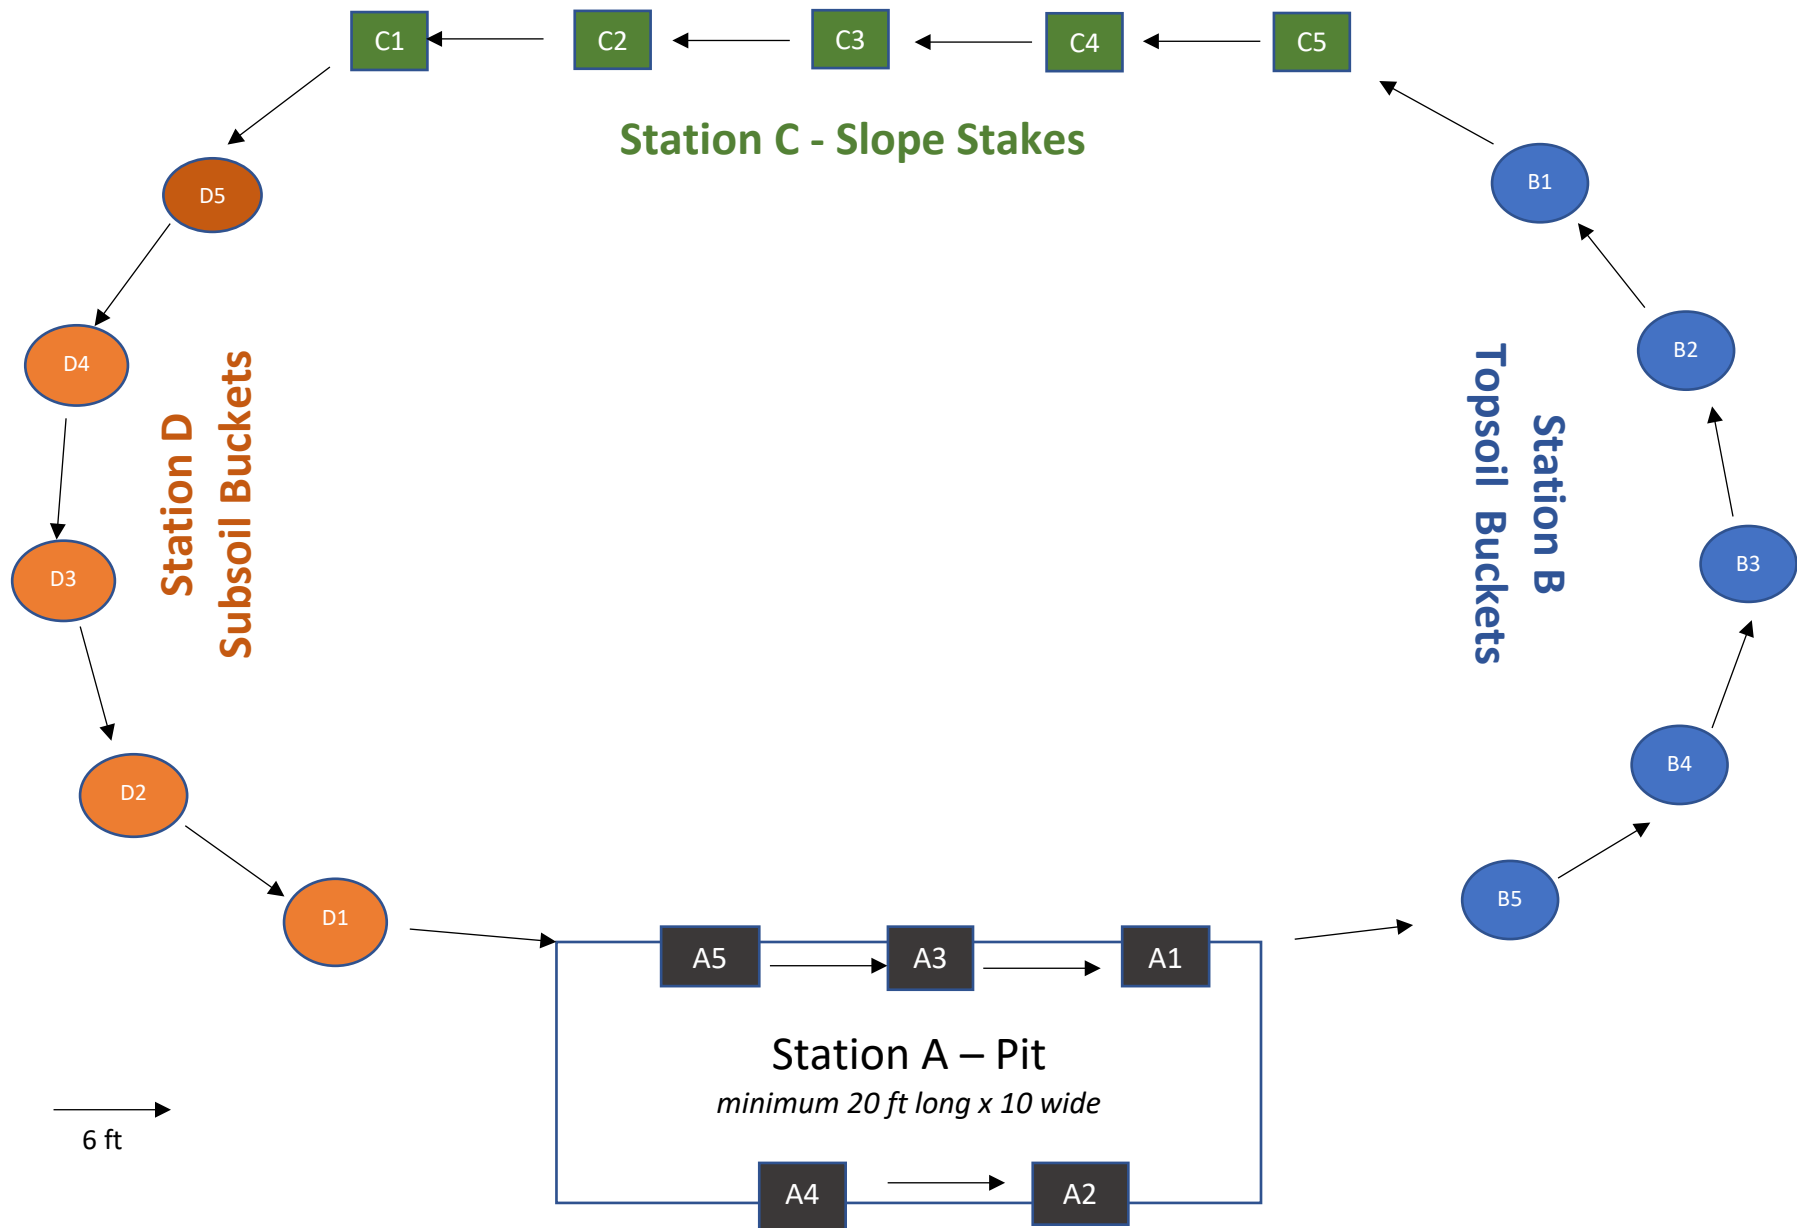 C1
C2
C3
C4
C5
Station C - Slope Stakes
D5
B1
D4
B2
Station D
Subsoil Buckets
Station B
Topsoil Buckets
D3
B3
D2
B4
D1
B5
A5
A3
A1
Station A – Pit
minimum 20 ft long x 10 wide
6 ft
A4
A2